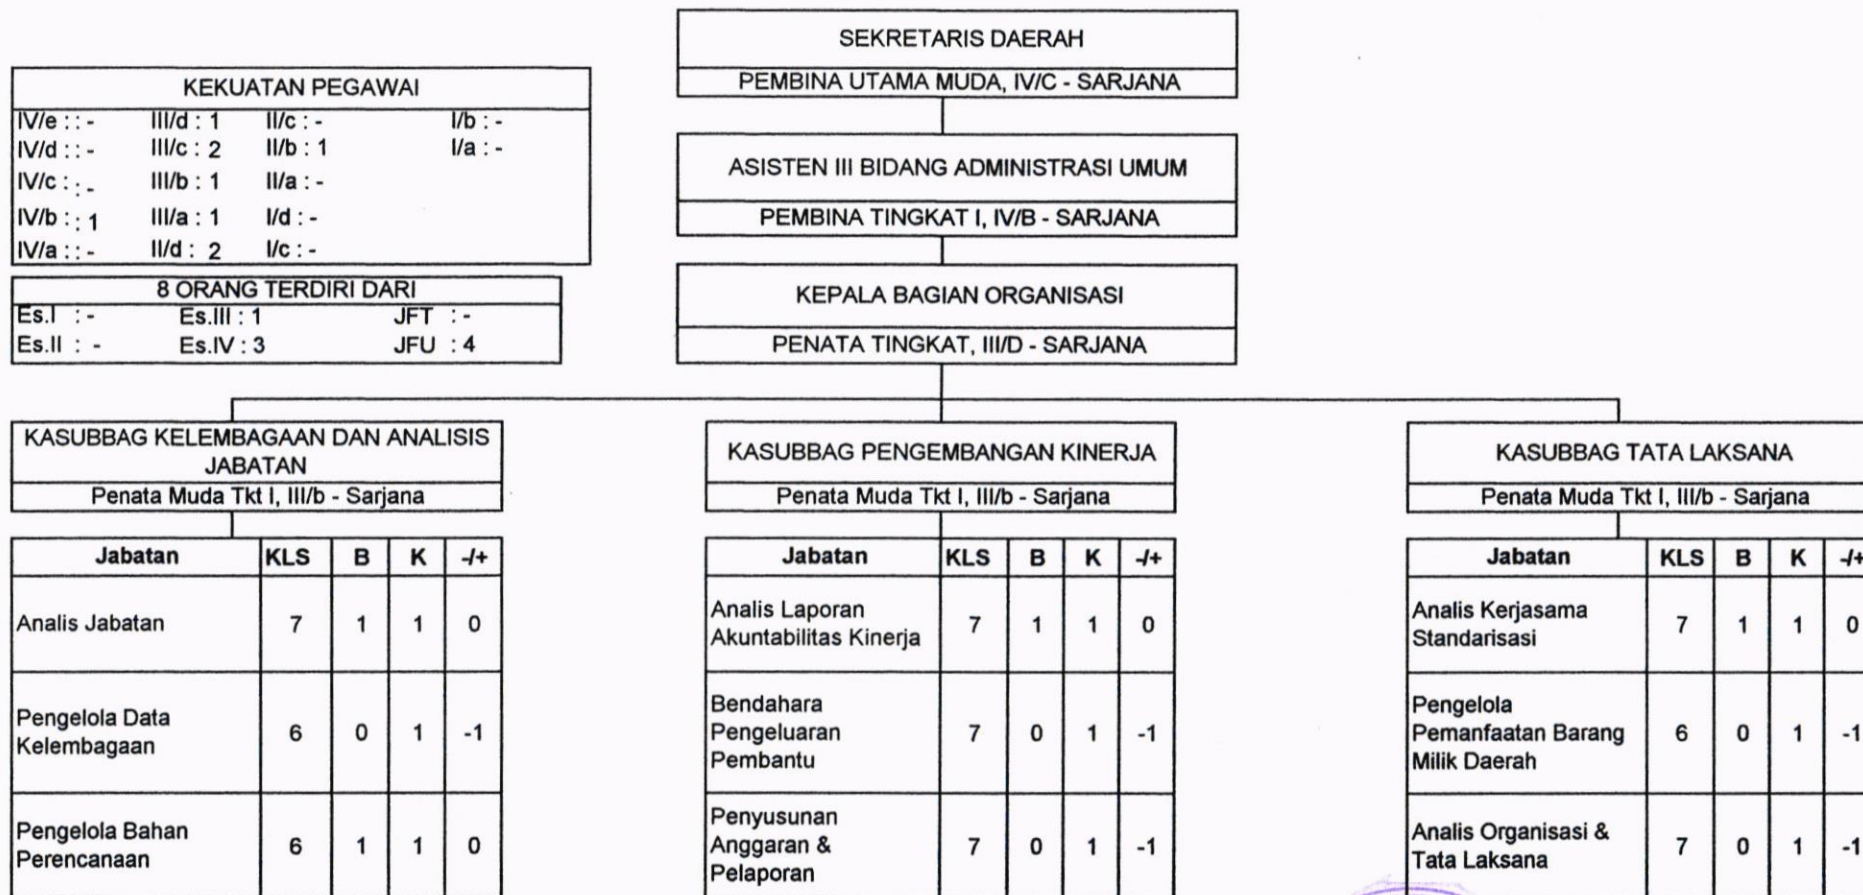 SEKRETARIS DAERAH
PEMBINA UTAMA MUDA, IV/C - SARJANA
KEKUATAN PEGAWAI
IV/e : : - III/d : 1 II/c : - I/b : -
IV/d : : - III/c : 2 II/b : 1 I/a : -
IV/c : : - III/b : 1 II/a : -
IV/b : : 1 III/a : 1 I/d : -
IV/a : : - II/d : 2 I/c : -
ASISTEN III BIDANG ADMINISTRASI UMUM
PEMBINA TINGKAT I, IV/B - SARJANA
8 ORANG TERDIRI DARI
Es.I : - Es.III : 1 JFT : -
Es.II : - Es.IV : 3 JFU : 4
KEPALA BAGIAN ORGANISASI
PENATA TINGKAT, III/D - SARJANA
KASUBBAG KELEMBAGAAN DAN ANALISIS
JABATAN
Penata Muda Tkt I, III/b - Sarjana
Jabatan KLS B K -/+
Analis Jabatan 7 1 1 0
Pengelola Data
Kelembagaan 6 0 1 -1
Pengelola Bahan
Perencanaan 6 1 1 0
KASUBBAG PENGEMBANGAN KINERJA
Penata Muda Tkt I, III/b - Sarjana
Jabatan KLS B K -/+
Analis Laporan
Akuntabilitas Kinerja 7 1 1 0
Bendahara
Pengeluaran 7 0 1 -1
Pembantu
Penyusunan
Anggaran & 7 0 1 -1
Pelaporan
KASUBBAG TATA LAKSANA
Penata Muda Tkt I, III/b - Sarjana
Jabatan KLS B K -/+
Analis Kerjasama
Standarisasi 7 1 1 0
Pengelola
Pemanfaatan Barang 6 0 1 -1
Milik Daerah
Analis Organisasi &
Tata Laksana 7 0 1 -1